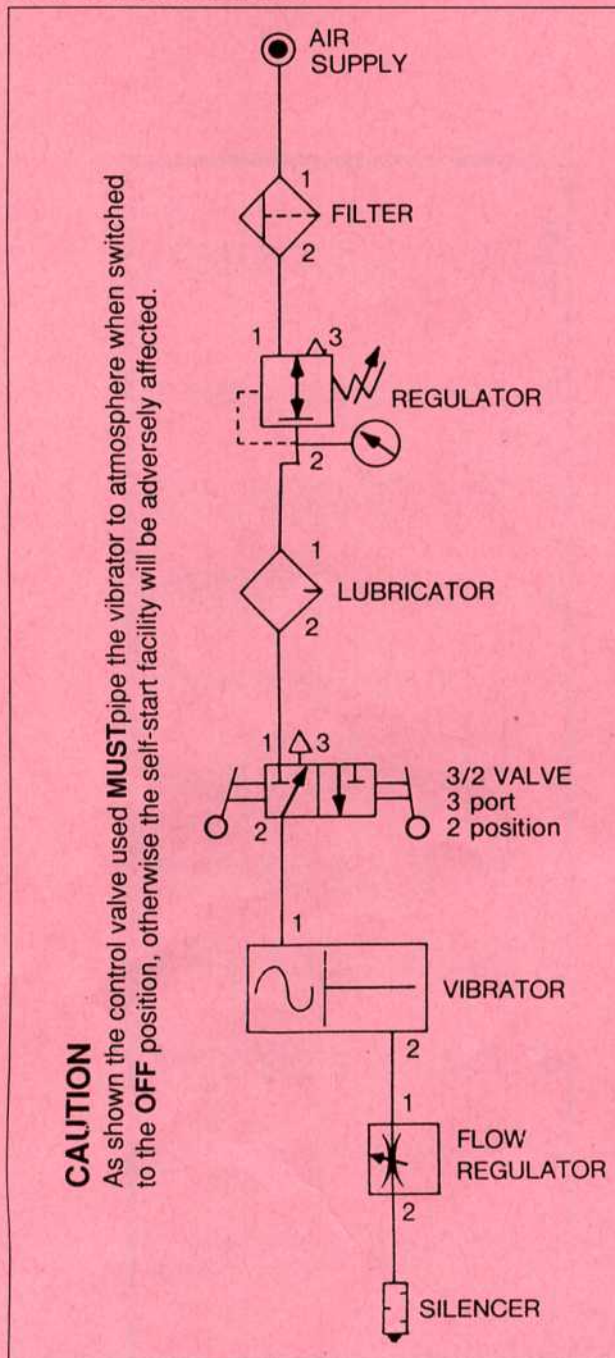 AIR
SUPPLY
1
FILTER
2
1
3
REGULATOR
2
1
LUBRICATOR
2
1
3
3/2 VALVE
3 port
2
2 position
1
VIBRATOR
2
1
FLOW
REGULATOR
2
SILENCER
CAUTION
As shown the control valve used MUSTpipe the vibrator to atmosphere when switched
to the OFF position, otherwise the self-start facility will be adversely affected.